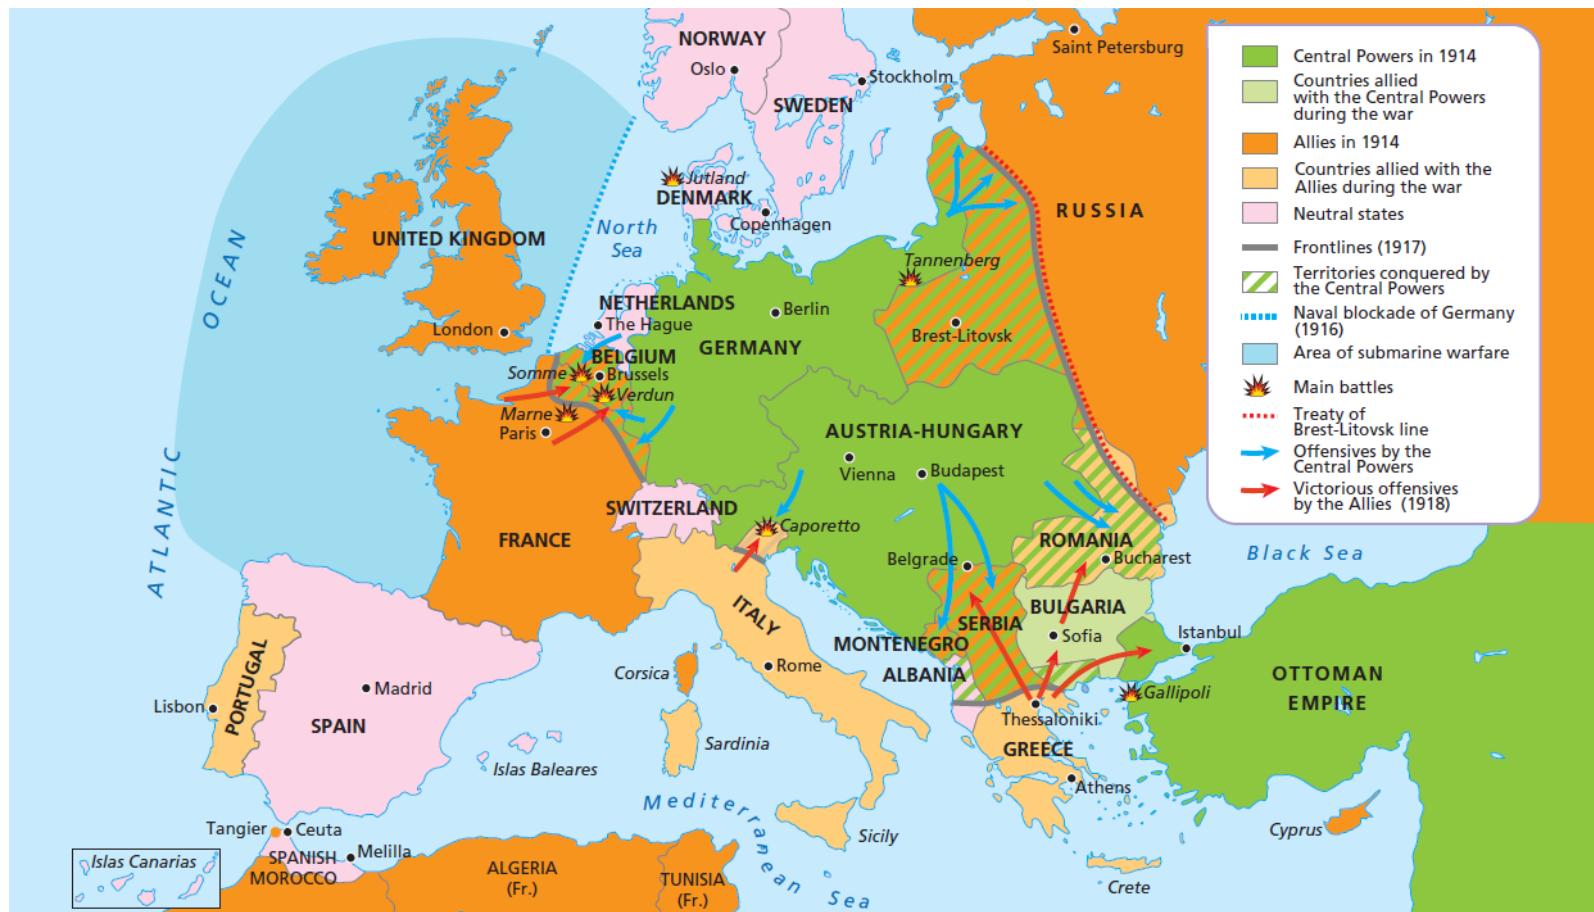 NORWAY
Oslo
Stockholm
SWEDEN
Saint Petersburg
Jutland
DENMARK
Copenhagen
North
Sea
UNITED KINGDOM
OCEAN
RUSSIA
Tannenberg
NETHERLANDS
The Hague
Berlin
London
GERMANY
Brest-Litovsk
BELGIUM
Somme
Brussels
Verdun
Marne
Paris
AUSTRIA-HUNGARY
Vienna
Budapest
ATLANTIC
SWITZERLAND
Caporetto
FRANCE
ROMANIA
Belgrade
Bucharest
Black Sea
ITALY
BULGARIA
SERBIA
Sofia
Istanbul
MONTENEGRO
ALBANIA
Corsica
Rome
PORTUGAL
Madrid
Lisbon
SPAIN
OTTOMAN
EMPIRE
Gallipoli
Thessaloniki
GREECE
Sardinia
Islas Baleares
Athens
Mediterranean Sea
Sicily
Cyprus
Tangier
Ceuta
Melilla
SPANISH
MOROCCO
Islas Canarias
ALGERIA
(Fr.)
TUNISIA
(Fr.)
Crete
Central Powers in 1914
Countries allied
with the Central Powers
during the war
Allies in 1914
Countries allied with the
Allies during the war
Neutral states
Frontlines (1917)
Territories conquered by
the Central Powers
Naval blockade of Germany
(1916)
Area of submarine warfare
Main battles
Treaty of
Brest-Litovsk line
Offensives by the
Central Powers
Victorious offensives
by the Allies (1918)